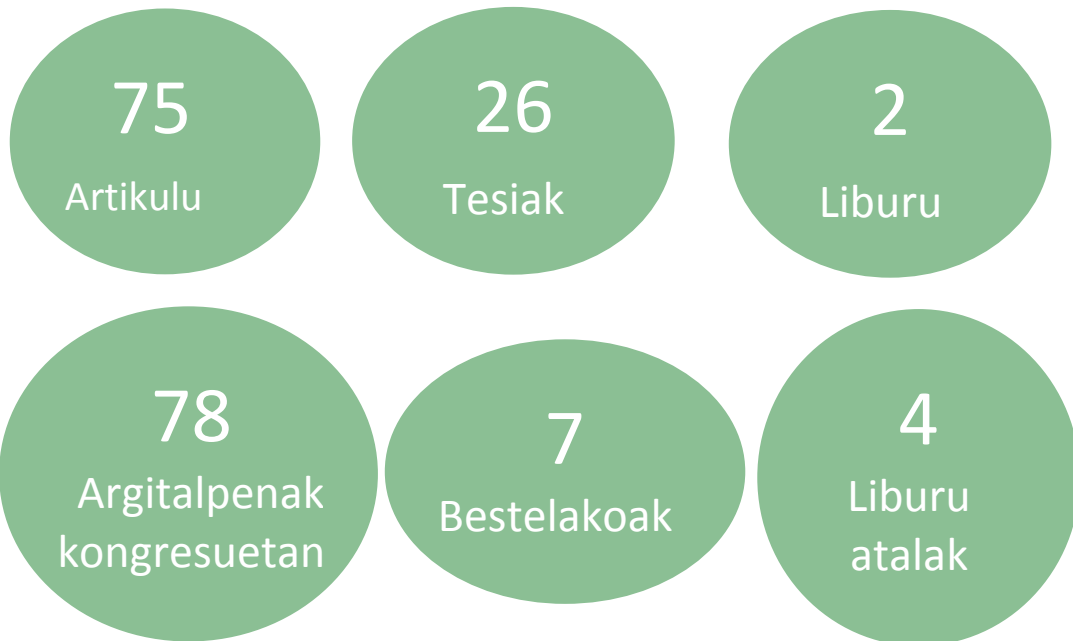 75
Artikulu
26
Tesiak
2
Liburu
78
Argitalpenak
kongresuetan
7
Bestelakoak
4
Liburu
atalak